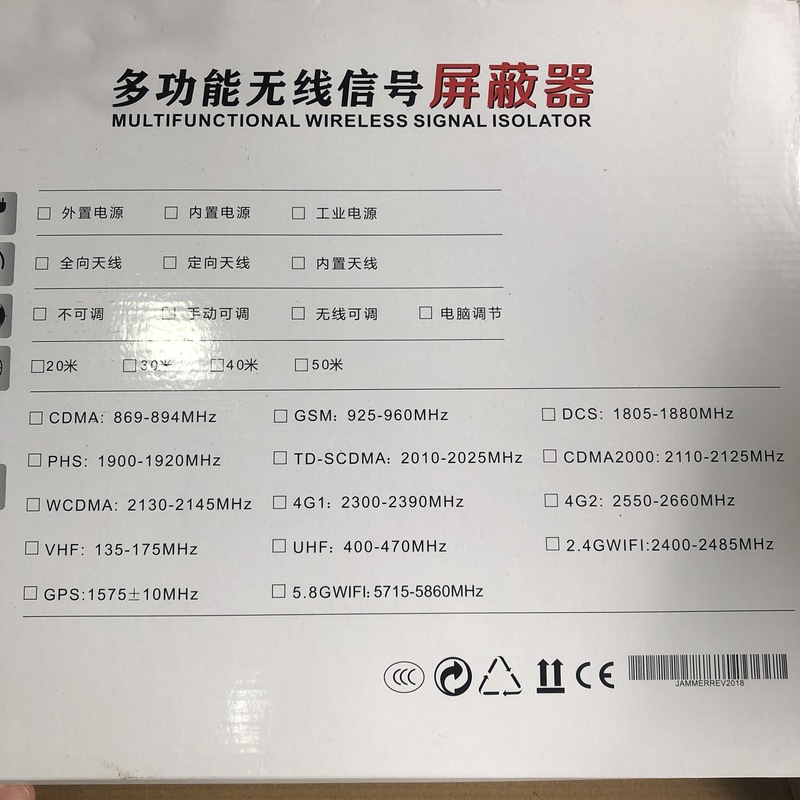 多功能无线信号屏蔽器
MULTIFUNCTIONAL WIRELESS SIGNAL ISOLATOR
外置电源 内置电源 工业电源
全向天线 定向天线 内置天线
不可调 手动可调 无线可调 电脑调节
20米 30米 40米 50米
CDMA: 869-894MHz GSM: 925-960MHz DCS: 1805-1880MHz
PHS: 1900-1920MHz TD-SCDMA: 2010-2025MHz CDMA2000: 2110-2125MHz
WCDMA: 2130-2145MHz 4G1: 2300-2390MHz 4G2: 2550-2660MHz
VHF: 135-175MHz UHF: 400-470MHz 2.4GWIFI:2400-2485MHz
GPS:1575±10MHz 5.8GWIFI:5715-5860MHz
CCC CE
JAMMERREV2018